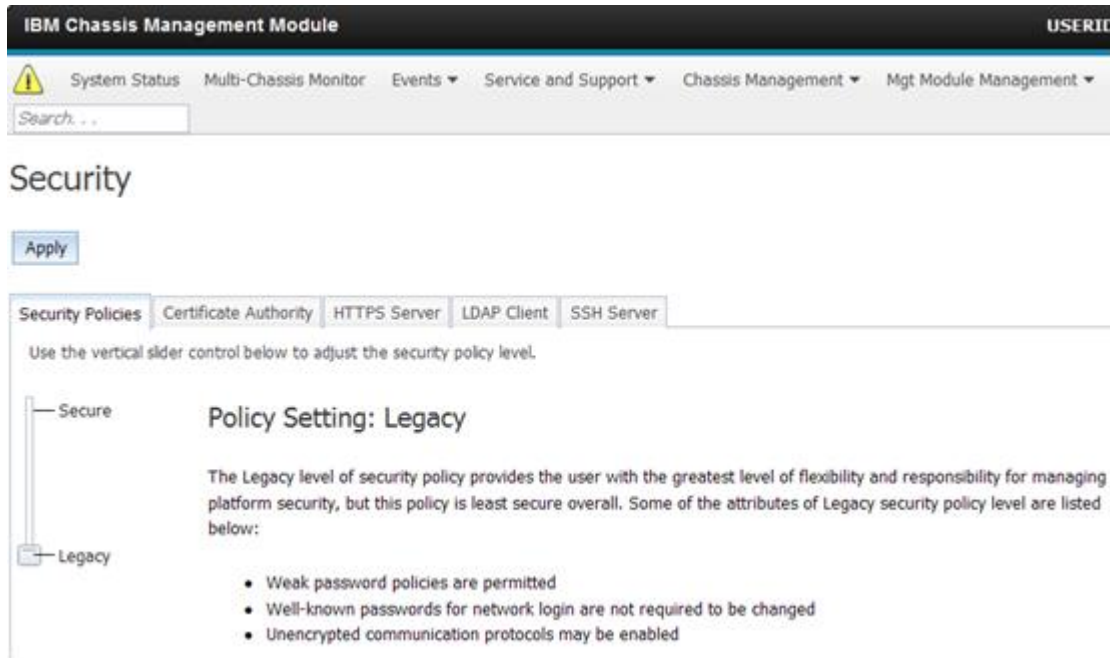 IBM Chassis Management Module USERID
System Status Multi-Chassis Monitor Events Service and Support Chassis Management Mgt Module Management
Search. . .
Security
Apply
Security Policies Certificate Authority HTTPS Server LDAP Client SSH Server
Use the vertical slider control below to adjust the security policy level.
Secure
Policy Setting: Legacy
The Legacy level of security policy provides the user with the greatest level of flexibility and responsibility for managing
platform security, but this policy is least secure overall. Some of the attributes of Legacy security policy level are listed
below:
Legacy
• Weak password policies are permitted
• Well-known passwords for network login are not required to be changed
• Unencrypted communication protocols may be enabled